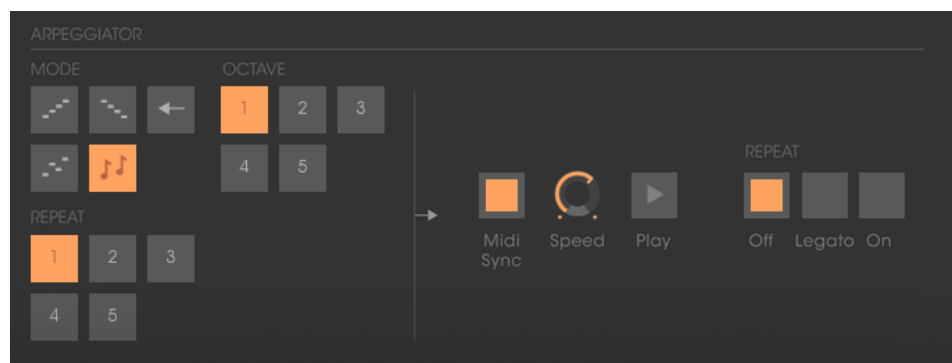 ARPEGGIATOR
MODE
OCTAVE
1 2 3
4 5
REPEAT
1 2 3
4 5
Midi Sync
Speed
Play
REPEAT
Off Legato On